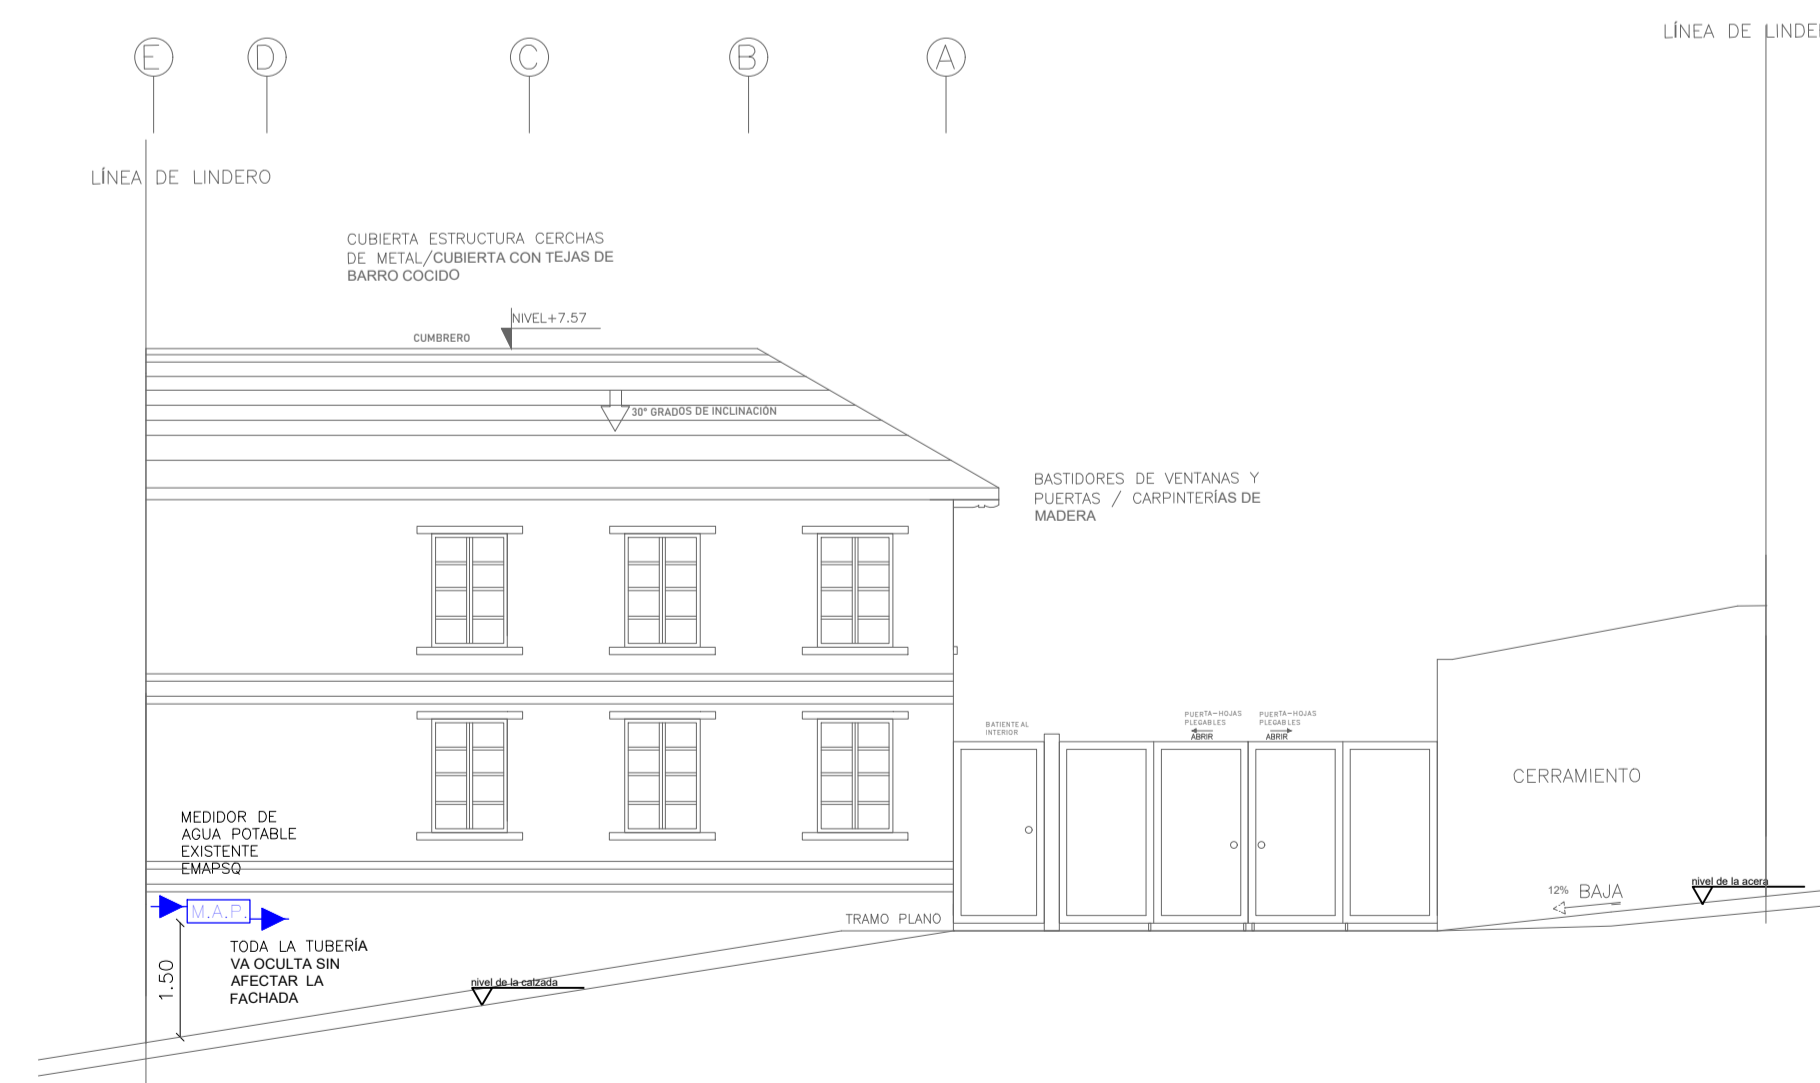 LÍNEA DE LINDE
E
D
C
B
A
LÍNEA DE LINDERO
CUBIERTA ESTRUCTURA CERCHAS
DE METAL/CUBIERTA CON TEJAS DE
BARRO COCIDO
NIVEL+7.57
CUMBRERO
30° GRADOS DE INCLINACIÓN
BASTIDORES DE VENTANAS Y
PUERTAS / CARPINTERÍAS DE
MADERA
BATIENTE AL
INTERIOR
PUERTA-HOJAS
PLEGABLES
ABRIR
PUERTA-HOJAS
PLEGABLES
ABRIR
CERRAMIENTO
MEDIDOR DE
AGUA POTABLE
EXISTENTE
EMAPSQ
M.A.P.
12% BAJA
nivel de la acera
TRAMO PLANO
TODA LA TUBERÍA
VA OCULTA SIN
AFECTAR LA
FACHADA
1.50
nivel de la calzada